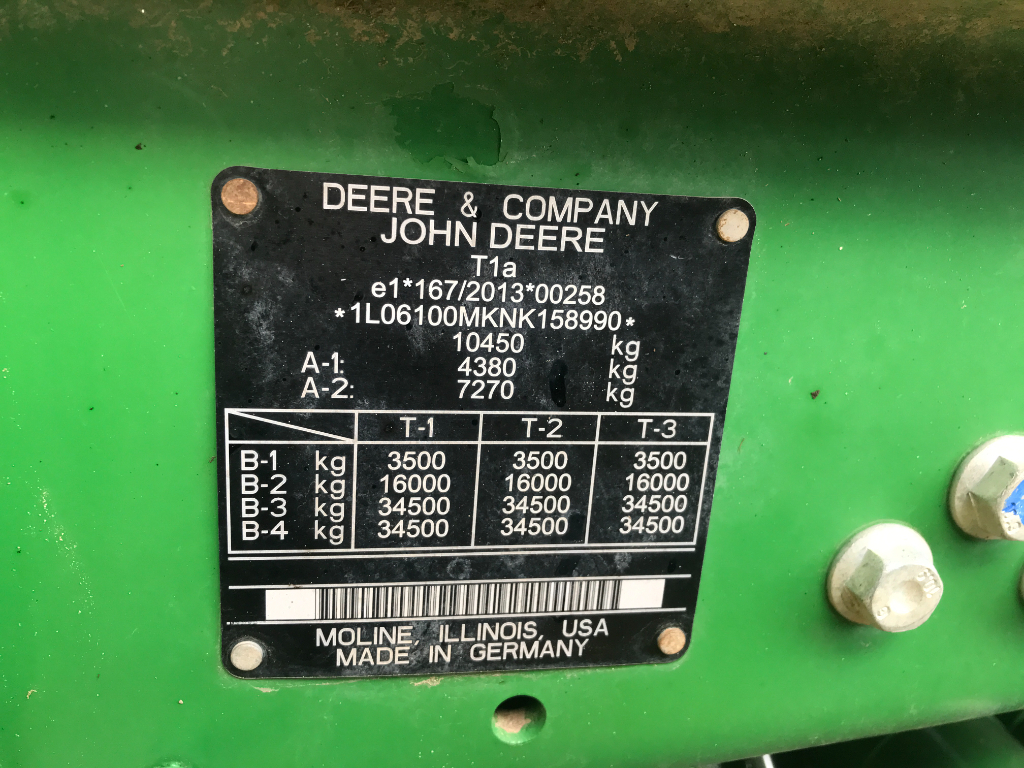 DEERE & COMPANY
JOHN DEERE
T1a
e1*167/2013*00258
*1L06100MKNK158990*
10450 kg
A-1: 4380 kg
A-2: 7270 kg
T-1 T-2 T-3
B-1 kg 3500 3500 3500
B-2 kg 16000 16000 16000
B-3 kg 34500 34500 34500
B-4 kg 34500 34500 34500
MOLINE, ILLINOIS, USA
MADE IN GERMANY